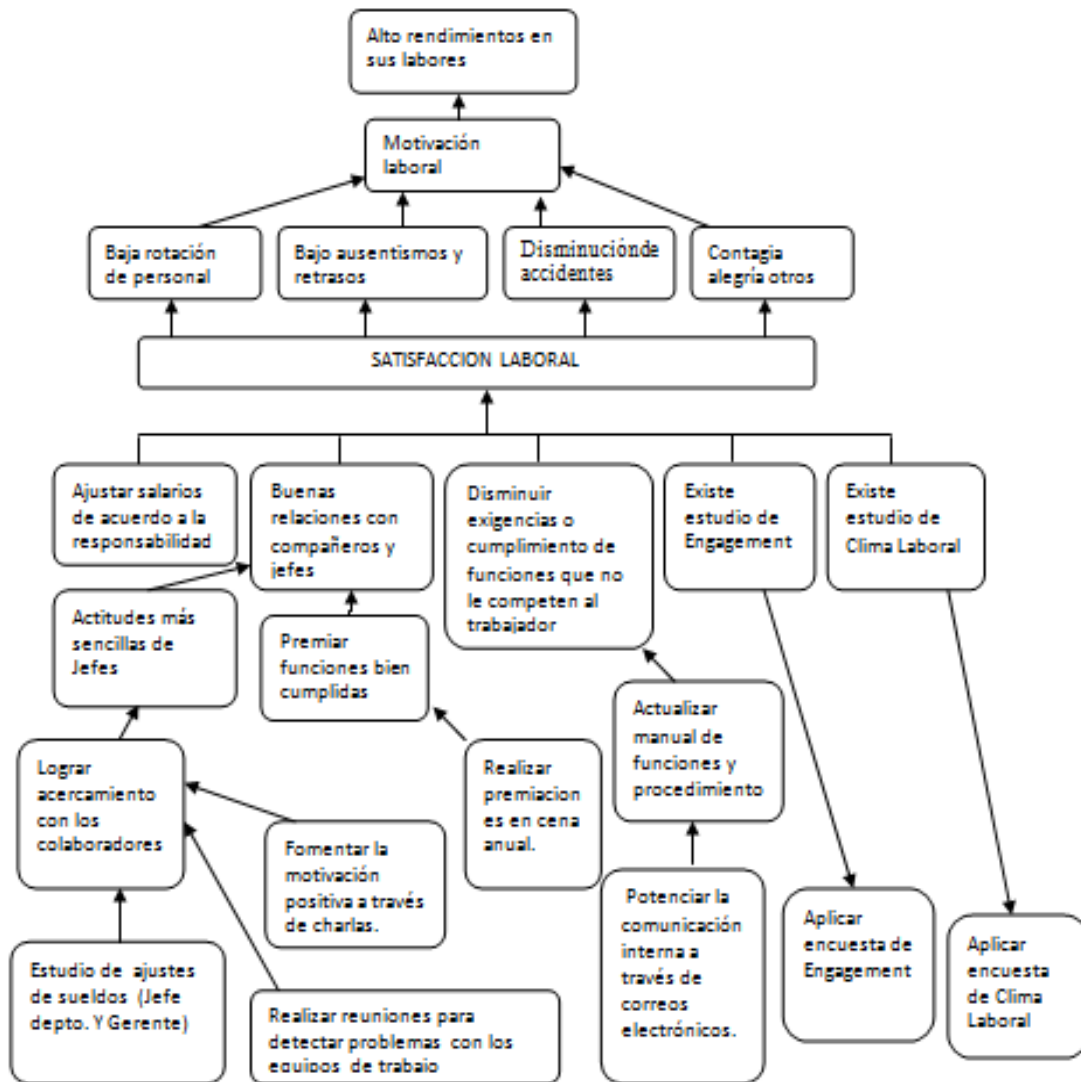 Alto rendimientos en
sus labores
Motivación
laboral
Baja rotación
de personal
Bajo ausentismos y
retrasos
Disminuciónde
accidentes
Contagia
alegría otros
SATISFACCION LABORAL
Ajustar salarios
de acuerdo a la
responsabilidad
Buenas
relaciones con
compañeros y
jefes
Disminuir
exigencias o
cumplimiento de
funciones que no
le competen al
trabajador
Existe
estudio de
Engagement
Existe
estudio de
Clima Laboral
Actitudes más
sencillas de
Jefes
Premiar
funciones bien
cumplidas
Actualizar
manual de
funciones y
procedimiento
Lograr
acercamiento
con los
colaboradores
Realizar
premiacion
es en cena
anual.
Fomentar la
motivación
positiva a través
de charlas.
Potenciar la
comunicación
interna a
través de
correos
electrónicos.
Aplicar
encuesta de
Engagement
Aplicar
encuesta
de Clima
Laboral
Estudio de ajustes
de sueldos (Jefe
depto. Y Gerente)
Realizar reuniones para
detectar problemas con los
equipos de trabajo